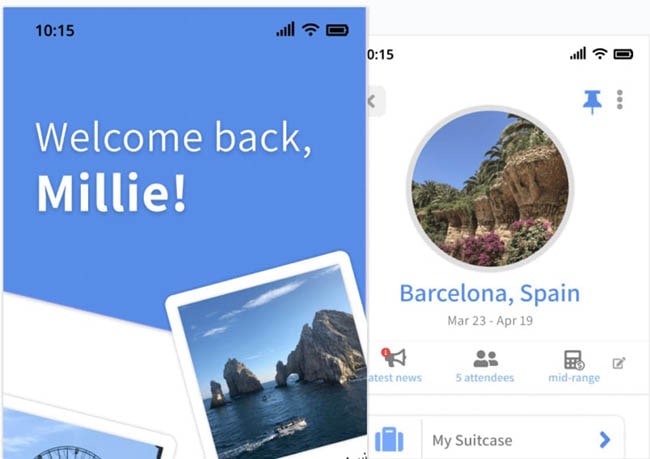 10:15
Welcome back,
Millie!
0:15
Barcelona, Spain
Mar 23 - Apr 19
1
atest news
5 attendees
mid-range
My Suitcase